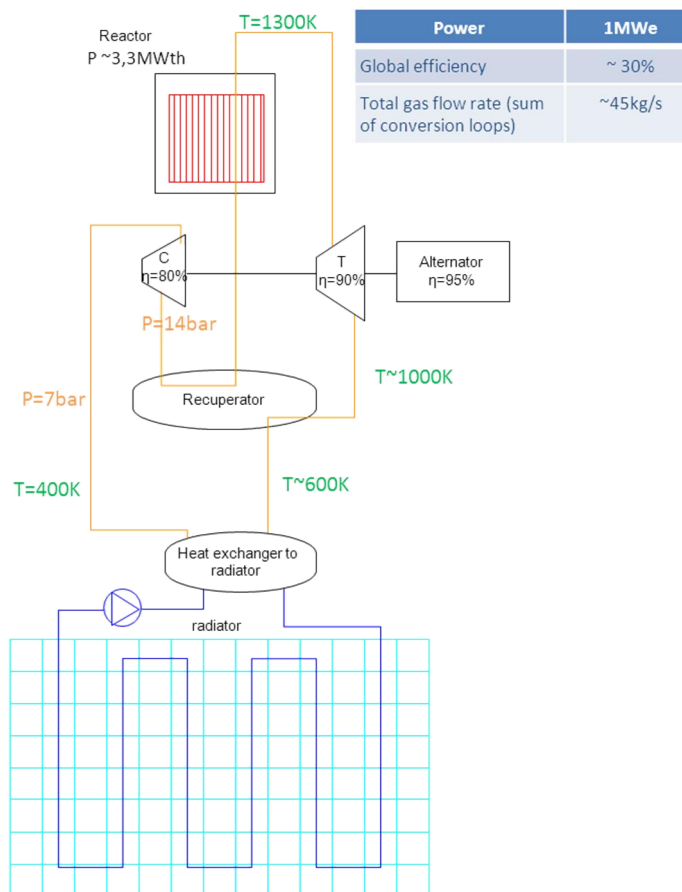 T=1300K
Reactor
P ~3,3MWth
Power 1MWe
Global efficiency ~ 30%
Total gas flow rate (sum ~45kg/s
of conversion loops)
C
η=80%
T
η=90%
Alternator
η=95%
P=14bar
T~1000K
P=7bar
Recuperator
T=400K
T~600K
Heat exchanger to
radiator
radiator